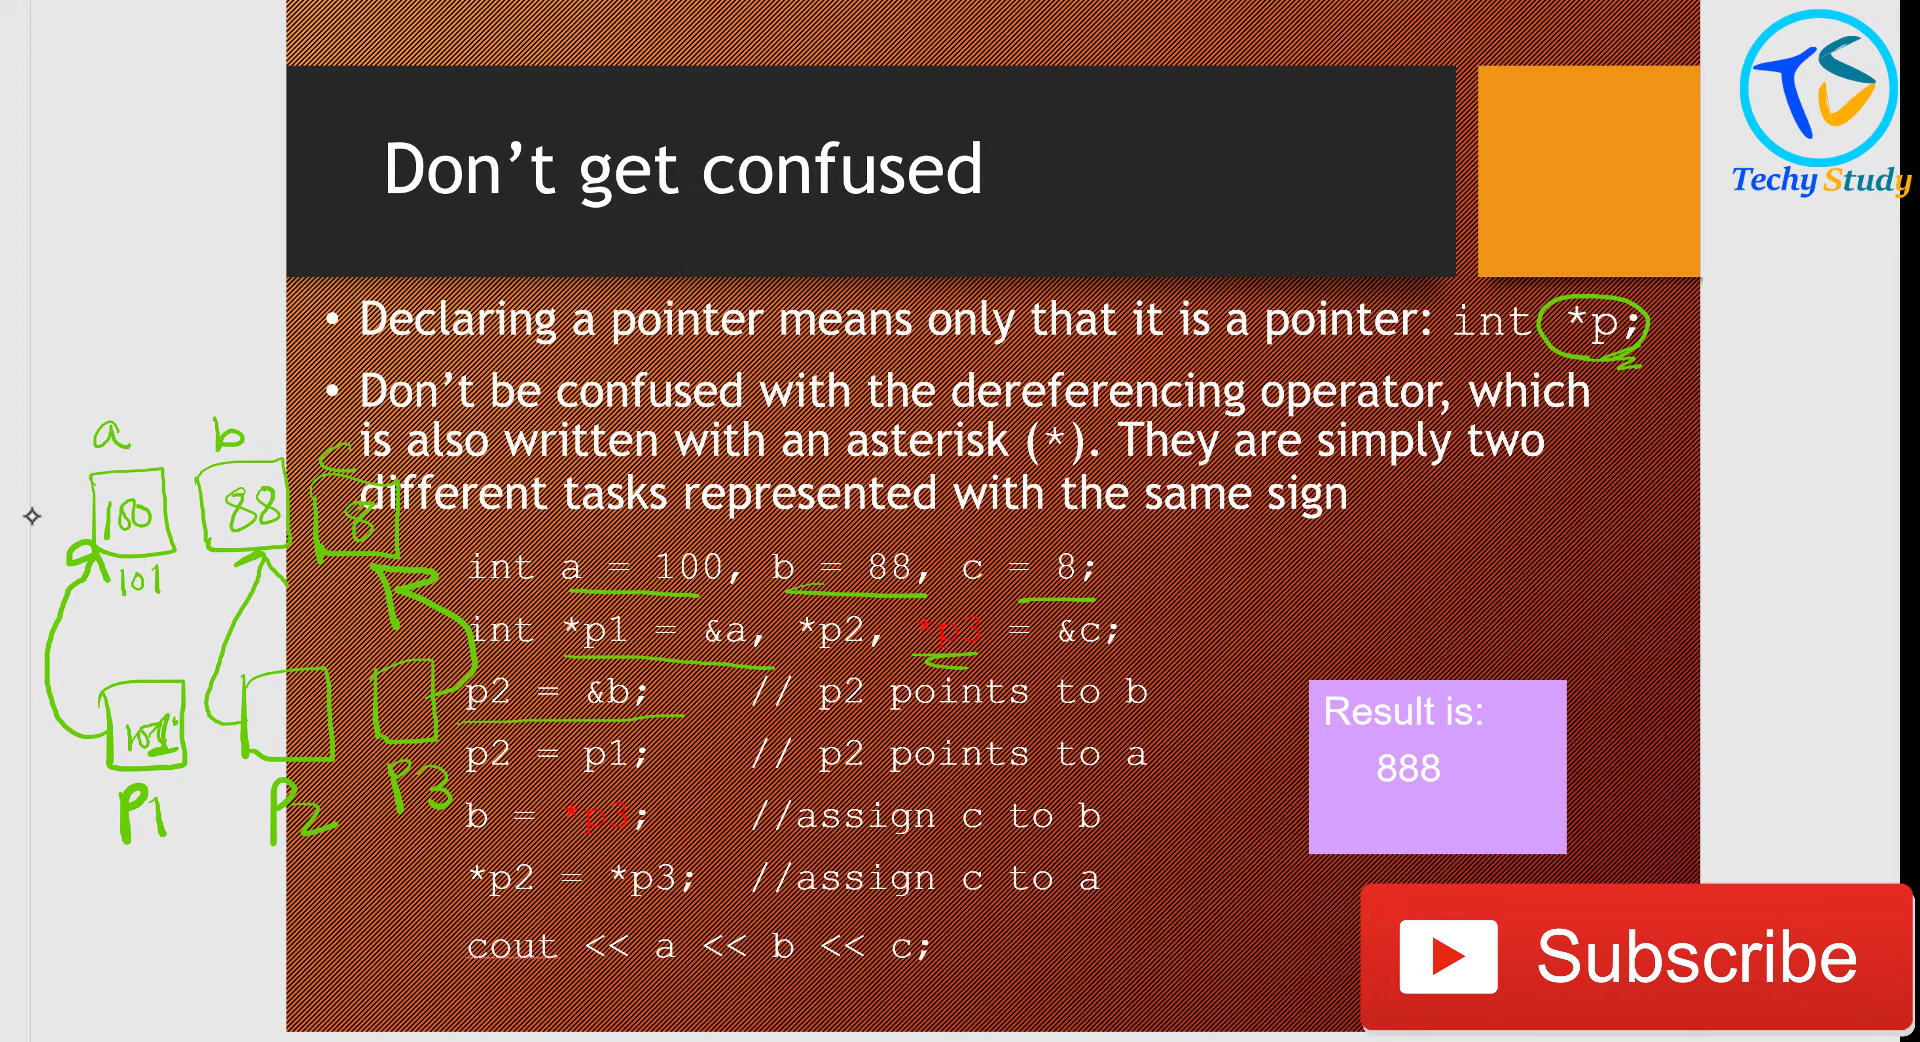 Techy Study
Don't get confused
• Declaring a pointer means only that it is a pointer: int *p;
• Don't be confused with the dereferencing operator, which
is also written with an asterisk (*). They are simply two
different tasks represented with the same sign
a b c
100 88 8
101
int a = 100, b = 88, c = 8;
int *p1 = &a, *p2, *p3 = &c;
p2 = &b; // p2 points to b
p2 = p1; // p2 points to a
b = *p3; //assign c to b
*p2 = *p3; //assign c to a
cout << a << b << c;
101
P1 P2 P3
Result is:
888
Subscribe